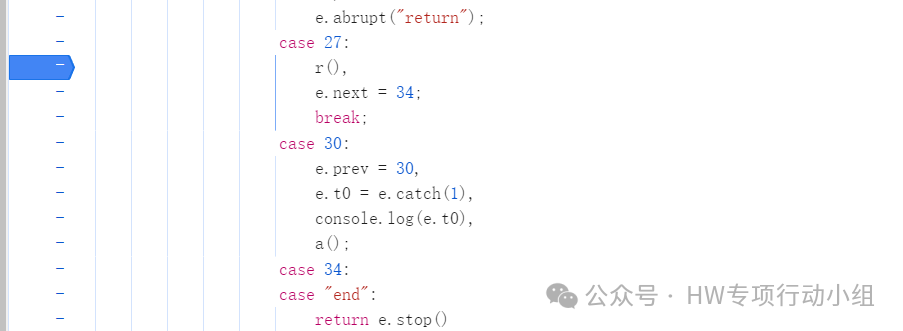 e.abrupt("return");
case 27:
r(),
e.next = 34;
break;
case 30:
e.prev = 30,
e.t0 = e.catch(1),
console.log(e.t0),
a();
case 34:
case "end":
return e.stop()
公众号 · HW专项行动小组